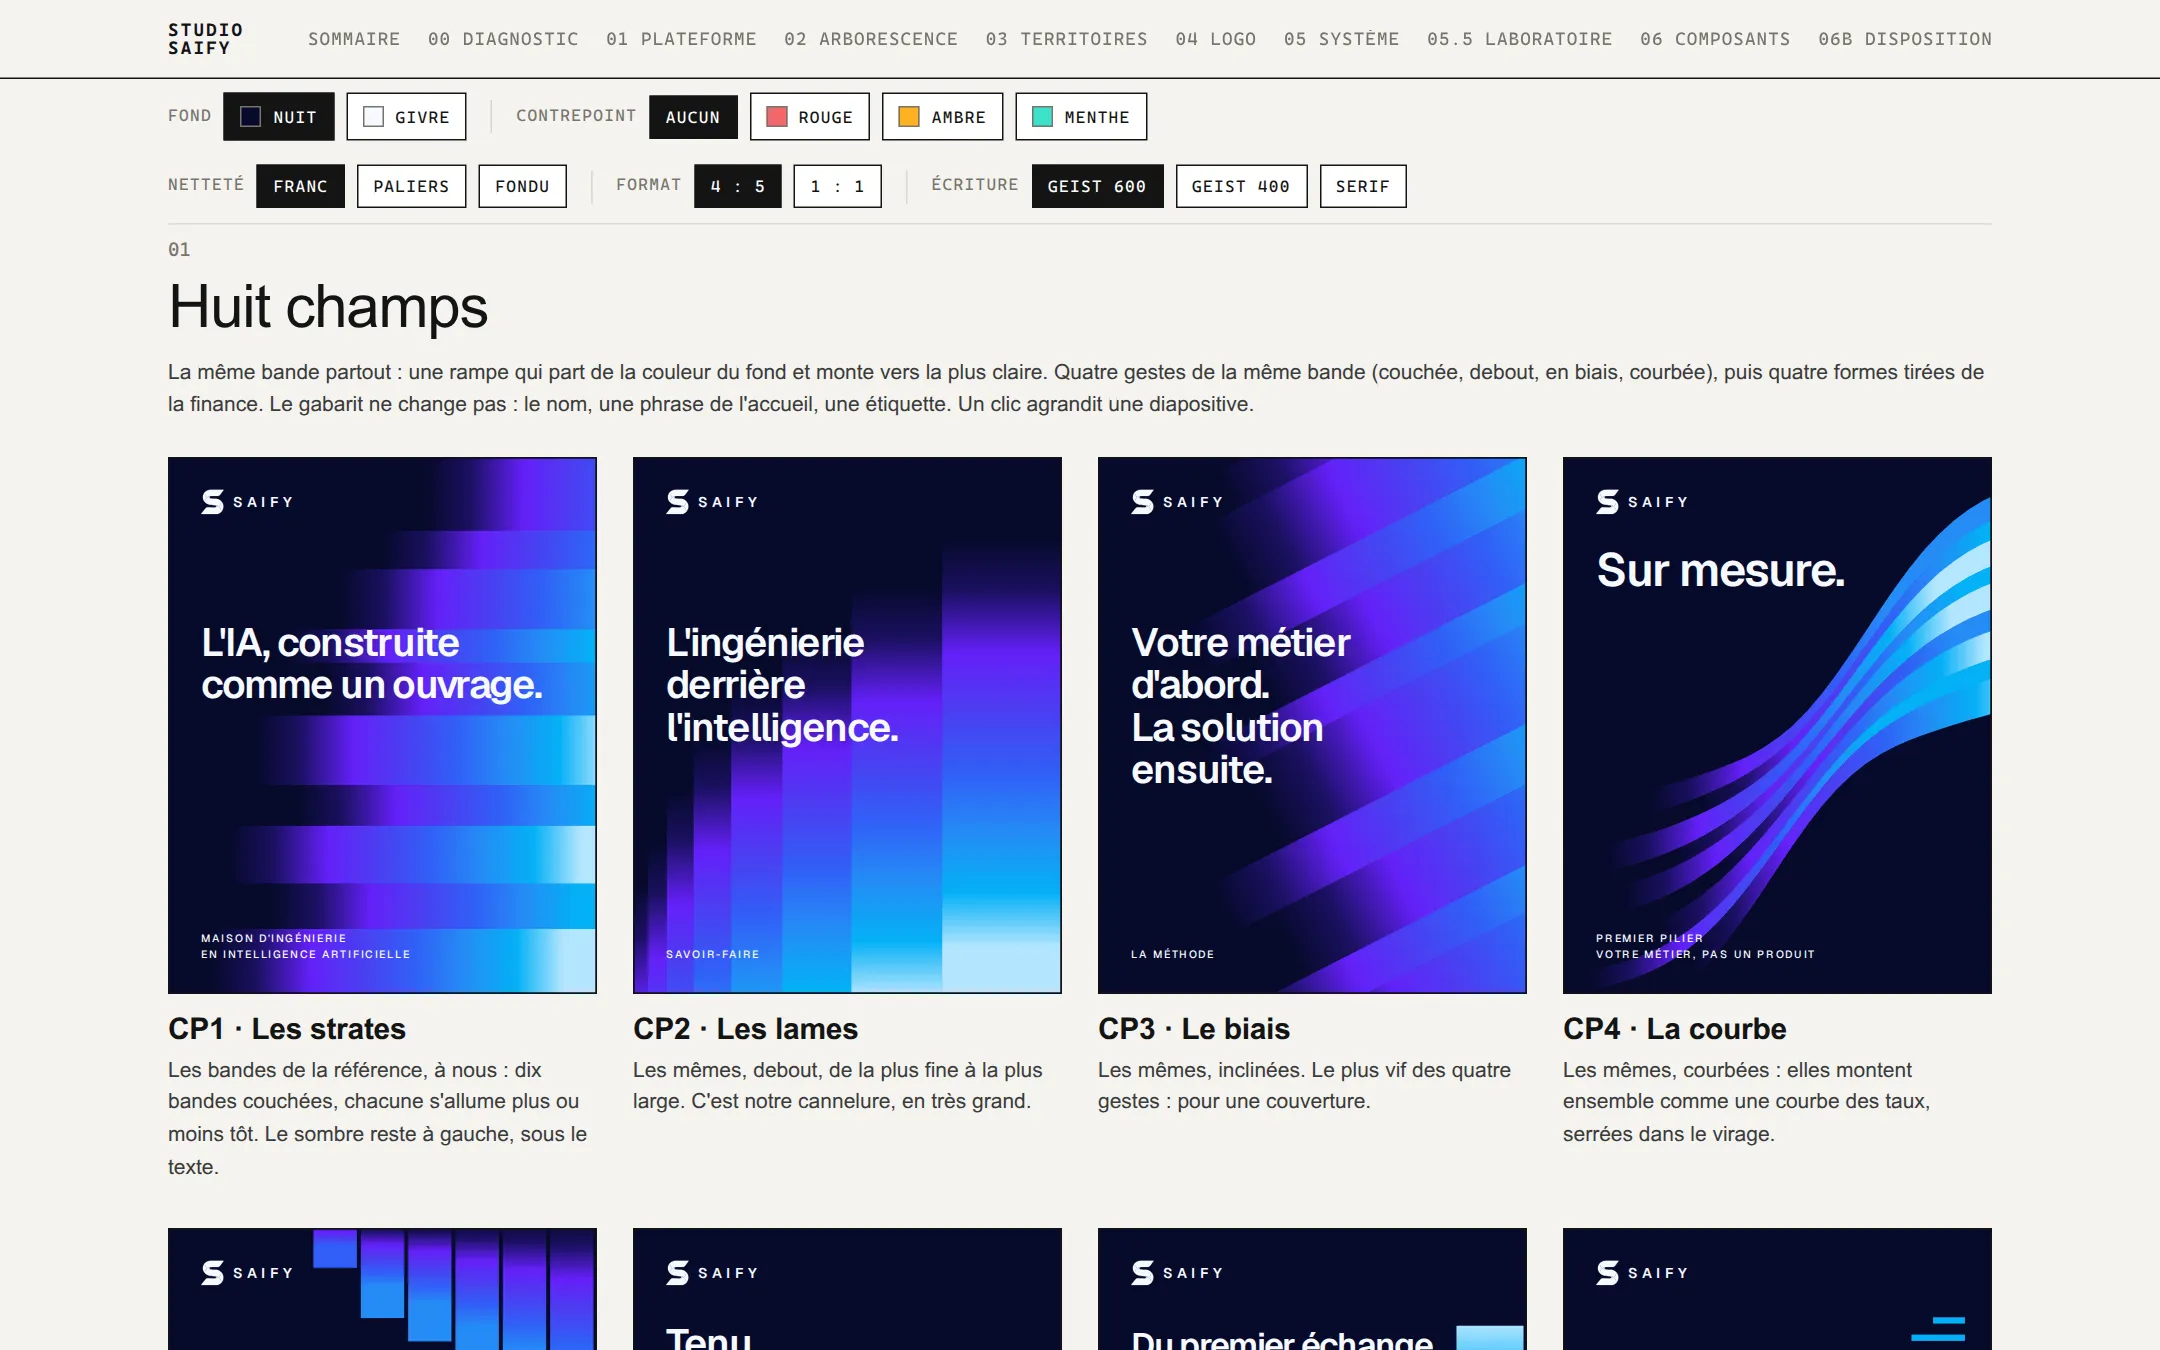 STUDIO
SAIFY
SOMMAIRE 00 DIAGNOSTIC 01 PLATEFORME 02 ARBORESCENCE 03 TERRITOIRES 04 LOGO 05 SYSTÈME 05.5 LABORATOIRE 06 COMPOSANTS 06B DISPOSITION
FOND NUIT GIVRE CONTREPOINT AUCUN ROUGE AMBRE MENTHE
NETTETÉ FRANC PALIERS FONDU FORMAT 4 : 5 1 : 1 ÉCRITURE GEIST 600 GEIST 400 SERIF
01
Huit champs
La même bande partout : une rampe qui part de la couleur du fond et monte vers la plus claire. Quatre gestes de la même bande (couchée, debout, en biais, courbée), puis quatre formes tirées de
la finance. Le gabarit ne change pas : le nom, une phrase de l'accueil, une étiquette. Un clic agrandit une diapositive.
SAIFY
L'IA, construite
comme un ouvrage.
MAISON D'INGÉNIERIE
EN INTELLIGENCE ARTIFICIELLE
SAIFY
L'ingénierie
derrière
l'intelligence.
SAVOIR-FAIRE
SAIFY
Votre métier
d'abord.
La solution
ensuite.
LA MÉTHODE
SAIFY
Sur mesure.
PREMIER PILIER
VOTRE MÉTIER, PAS UN PRODUIT
CP1 · Les strates
Les bandes de la référence, à nous : dix
bandes couchées, chacune s'allume plus ou
moins tôt. Le sombre reste à gauche, sous le
texte.
CP2 · Les lames
Les mêmes, debout, de la plus fine à la plus
large. C'est notre cannelure, en très grand.
CP3 · Le biais
Les mêmes, inclinées. Le plus vif des quatre
gestes : pour une couverture.
CP4 · La courbe
Les mêmes, courbées : elles montent
ensemble comme une courbe des taux,
serrées dans le virage.
SAIFY
SAIFY
Tenu
SAIFY
Du premier échange
SAIFY